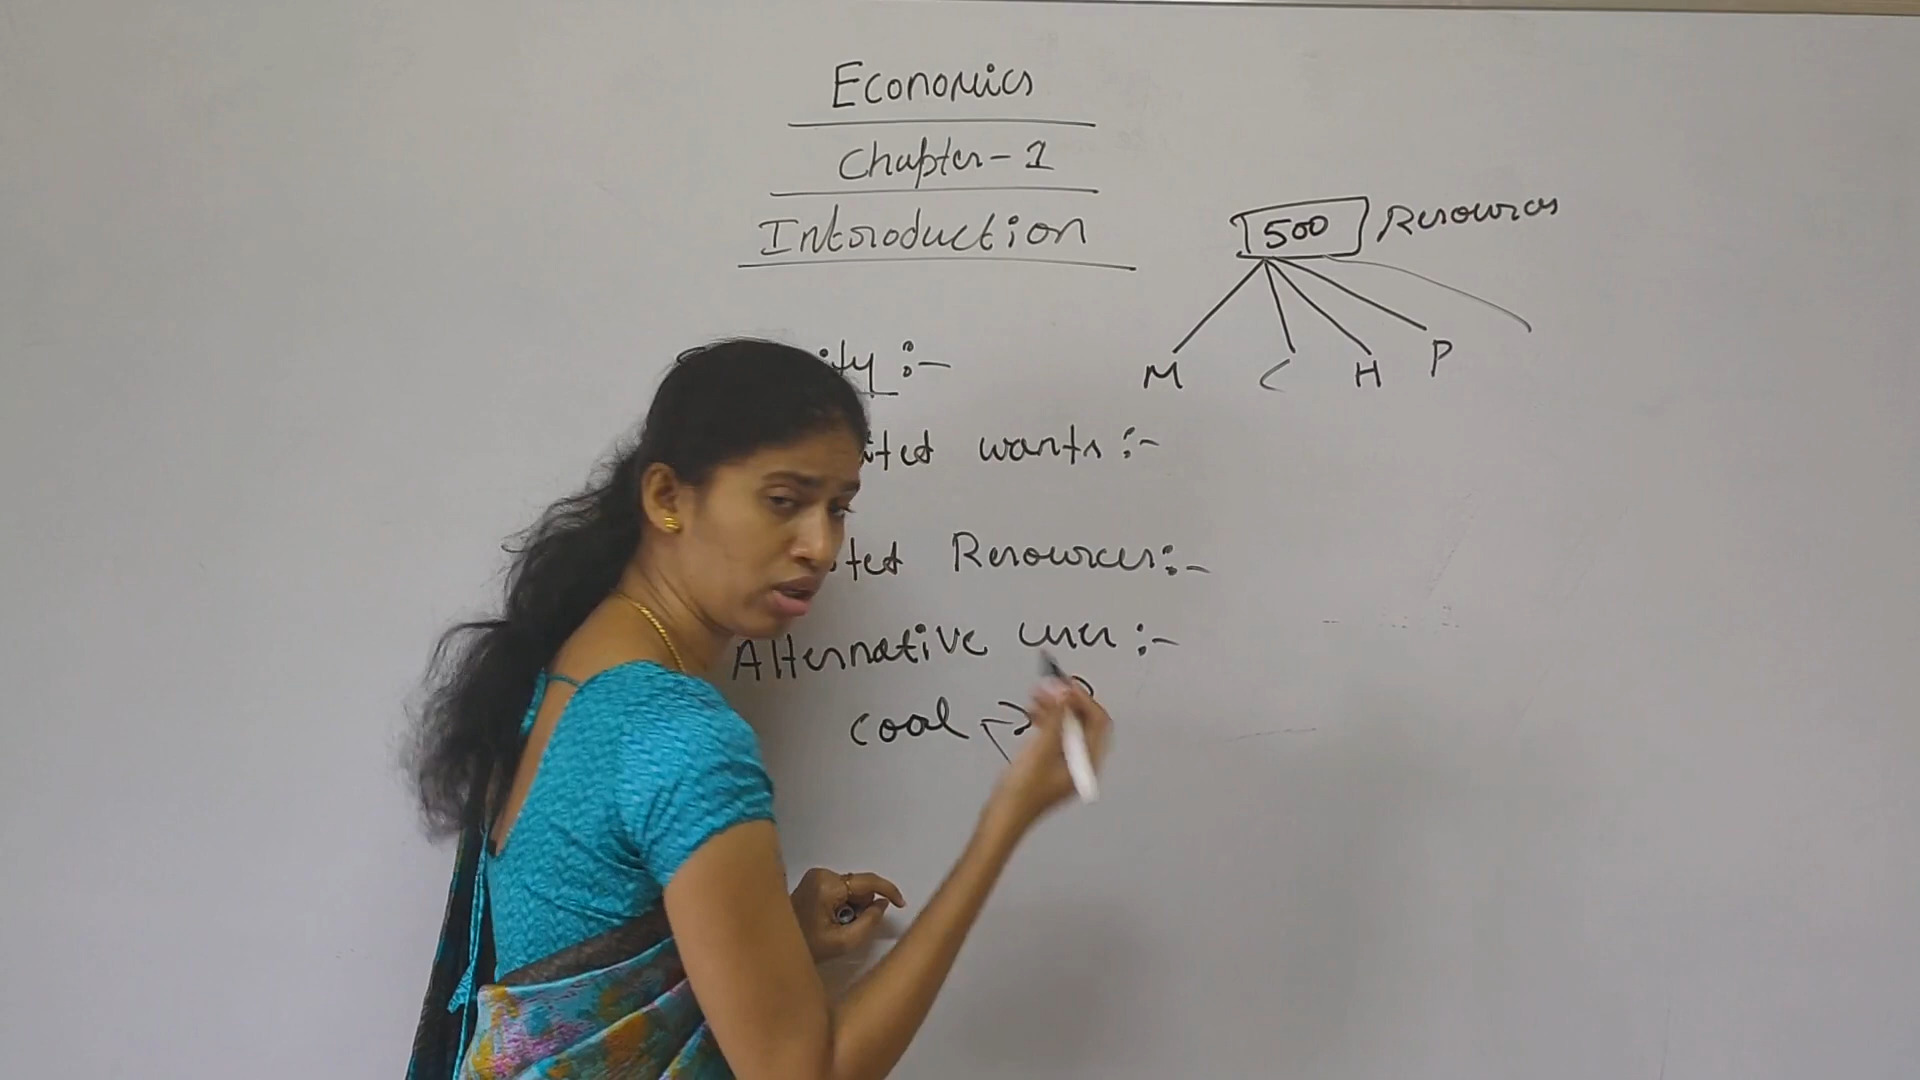 Economics
Chapter-1
Introduction
500 Resources
M C H P
wants :-
Resources :-
Alternative uses :-
coal →